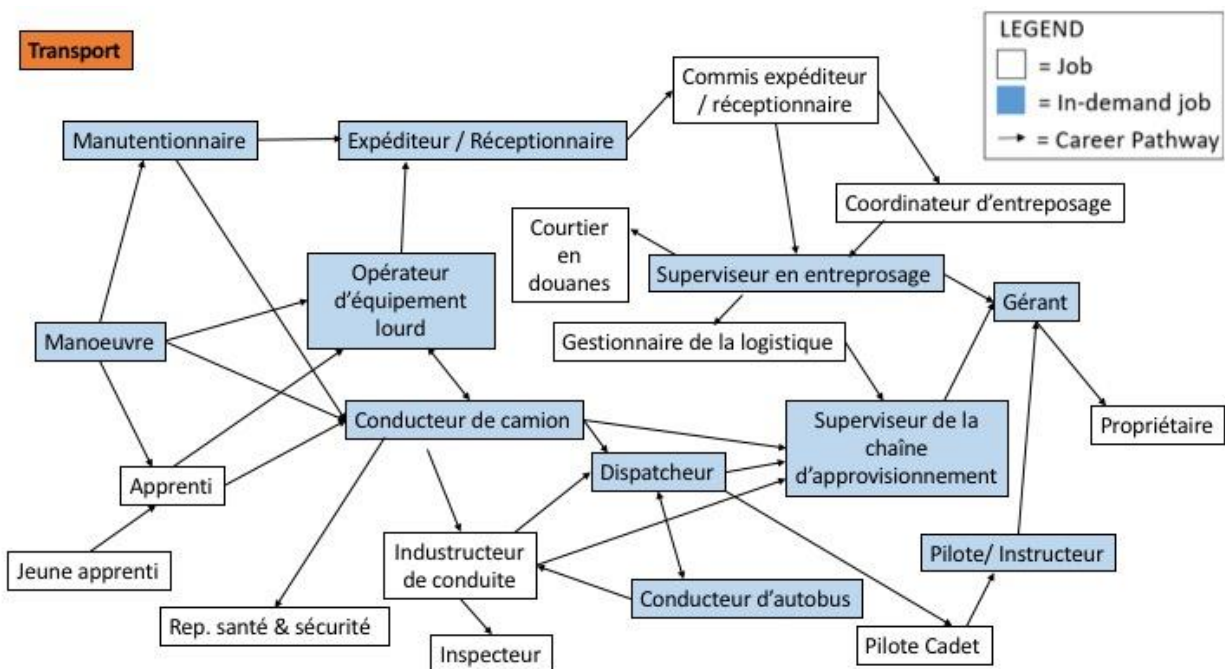 Transport
LEGEND
= Job
= In-demand job
= Career Pathway
Commis expéditeur
/ réceptionnaire
Manutentionnaire
Expéditeur / Réceptionnaire
Coordinateur d'entreposage
Courtier
en
douanes
Opérateur
d'équipement
lourd
Superviseur en entreprosage
Gérant
Manoeuvre
Gestionnaire de la logistique
Conducteur de camion
Superviseur de la
chaîne
d'approvisionnement
Propriétaire
Dispatcheur
Apprenti
Jeune apprenti
Industructeur
de conduite
Pilote/ Instructeur
Conducteur d'autobus
Rep. santé & sécurité
Inspecteur
Pilote Cadet